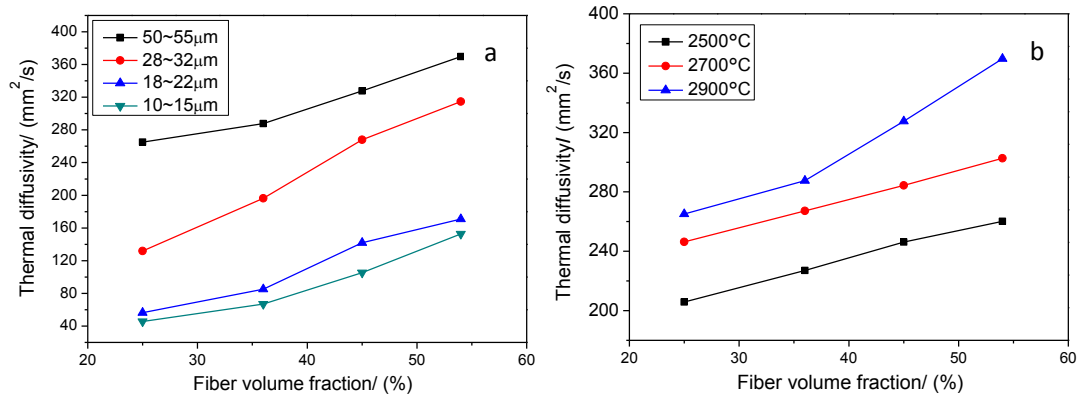 50~55μm
28~32μm
18~22μm
10~15μm
a
400
360
320
280
240
200
160
120
80
40
Thermal diffusivity/ (mm²/s)
20 30 40 50 60
Fiber volume fraction/ (%)
2500°C
2700°C
2900°C
b
400
360
320
280
240
200
Thermal diffusivity/ (mm²/s)
20 30 40 50 60
Fiber volume fraction/ (%)